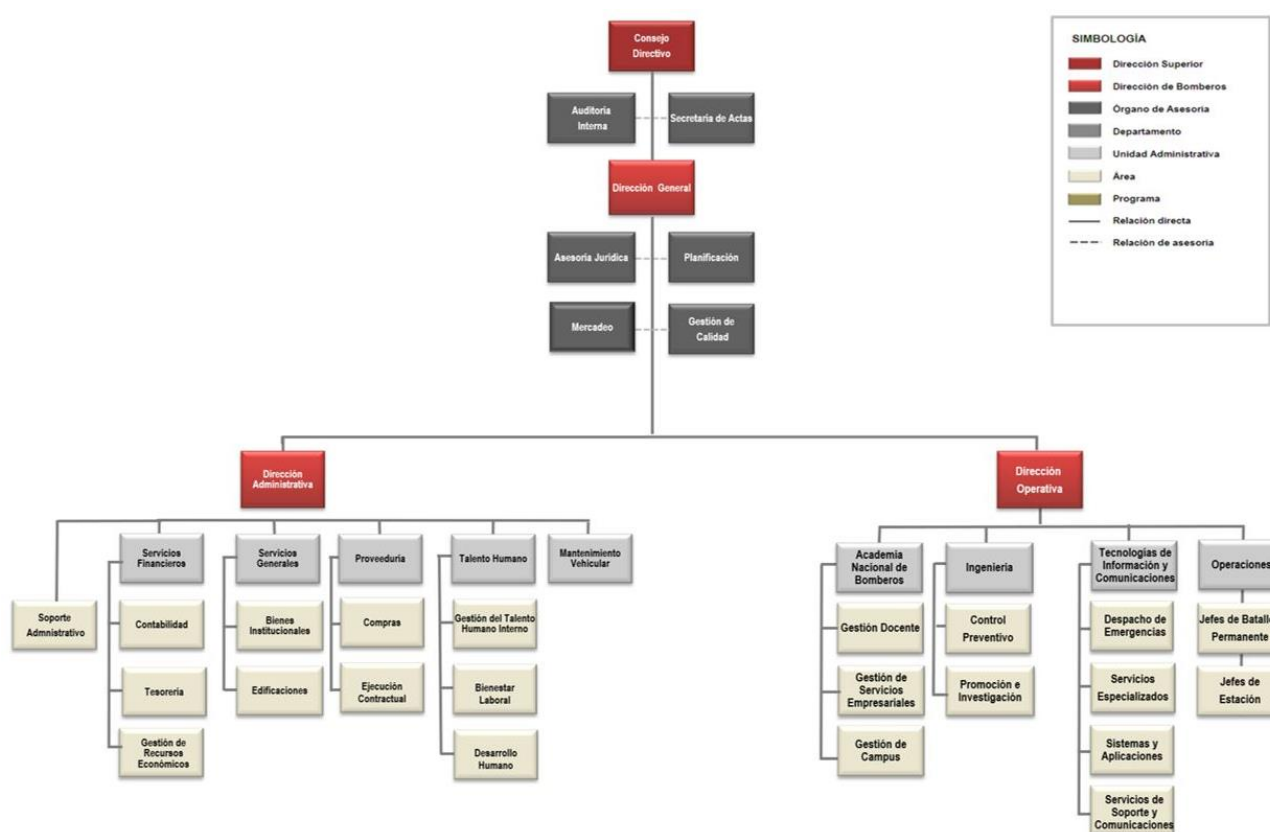 Consejo
Directivo
Auditoría
Interna
Secretaría de Actas
Dirección General
Asesoría Jurídica
Planificación
Mercadeo
Gestión de
Calidad
SIMBOLOGÍA
Dirección Superior
Dirección de Bomberos
Órgano de Asesoría
Departamento
Unidad Administrativa
Área
Programa
Relación directa
Relación de asesoría
Dirección
Administrativa
Dirección
Operativa
Soporte
Admnistrativo
Servicios
Financieros
Contabilidad
Tesorería
Gestión de
Recursos
Económicos
Servicios
Generales
Bienes
Institucionales
Edificaciones
Proveeduría
Compras
Ejecución
Contractual
Talento Humano
Gestión del Talento
Humano Interno
Bienestar
Laboral
Desarrollo
Humano
Mantenimiento
Vehicular
Academia
Nacional de
Bomberos
Gestión Docente
Gestión de
Servicios
Empresariales
Gestión de
Campus
Ingeniería
Control
Preventivo
Promoción e
Investigación
Tecnologías de
Información y
Comunicaciones
Despacho de
Emergencias
Servicios
Especializados
Sistemas y
Aplicaciones
Servicios de
Soporte y
Comunicaciones
Operaciones
Jefes de
Permanente
Jefes de
Estación